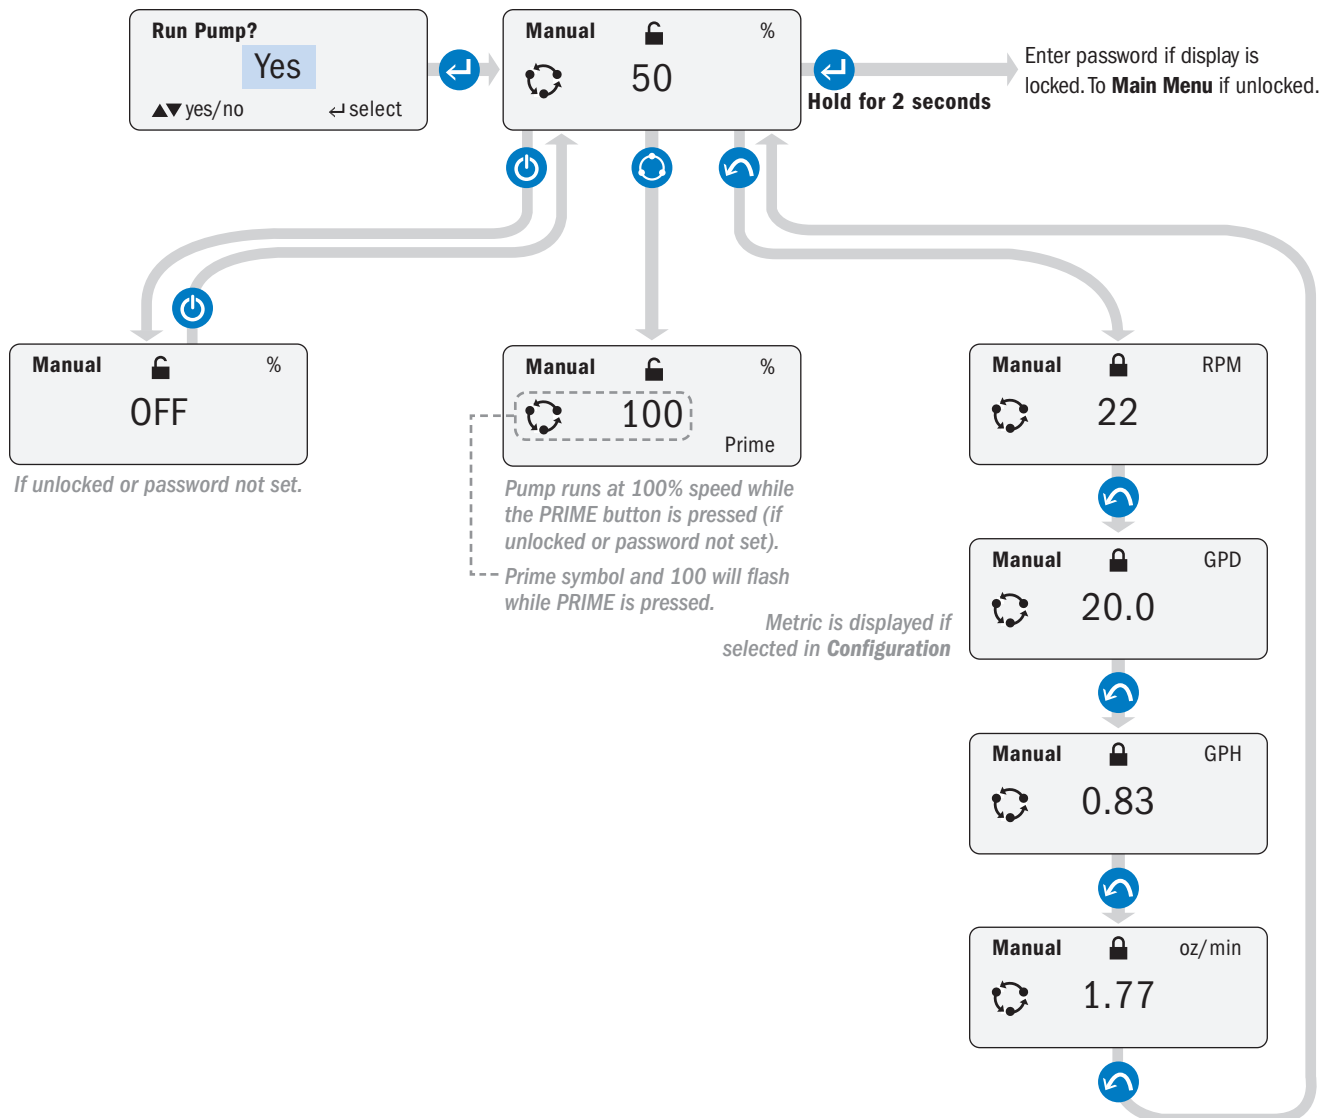 Run Pump?
Yes
▲▼ yes/no ↵ select
Manual %
50
Hold for 2 seconds
Enter password if display is
locked. To Main Menu if unlocked.
Manual %
OFF
If unlocked or password not set.
Manual %
100
Prime
Pump runs at 100% speed while
the PRIME button is pressed (if
unlocked or password not set).
Prime symbol and 100 will flash
while PRIME is pressed.
Manual RPM
22
Metric is displayed if
selected in Configuration
Manual GPD
20.0
Manual GPH
0.83
Manual oz/min
1.77